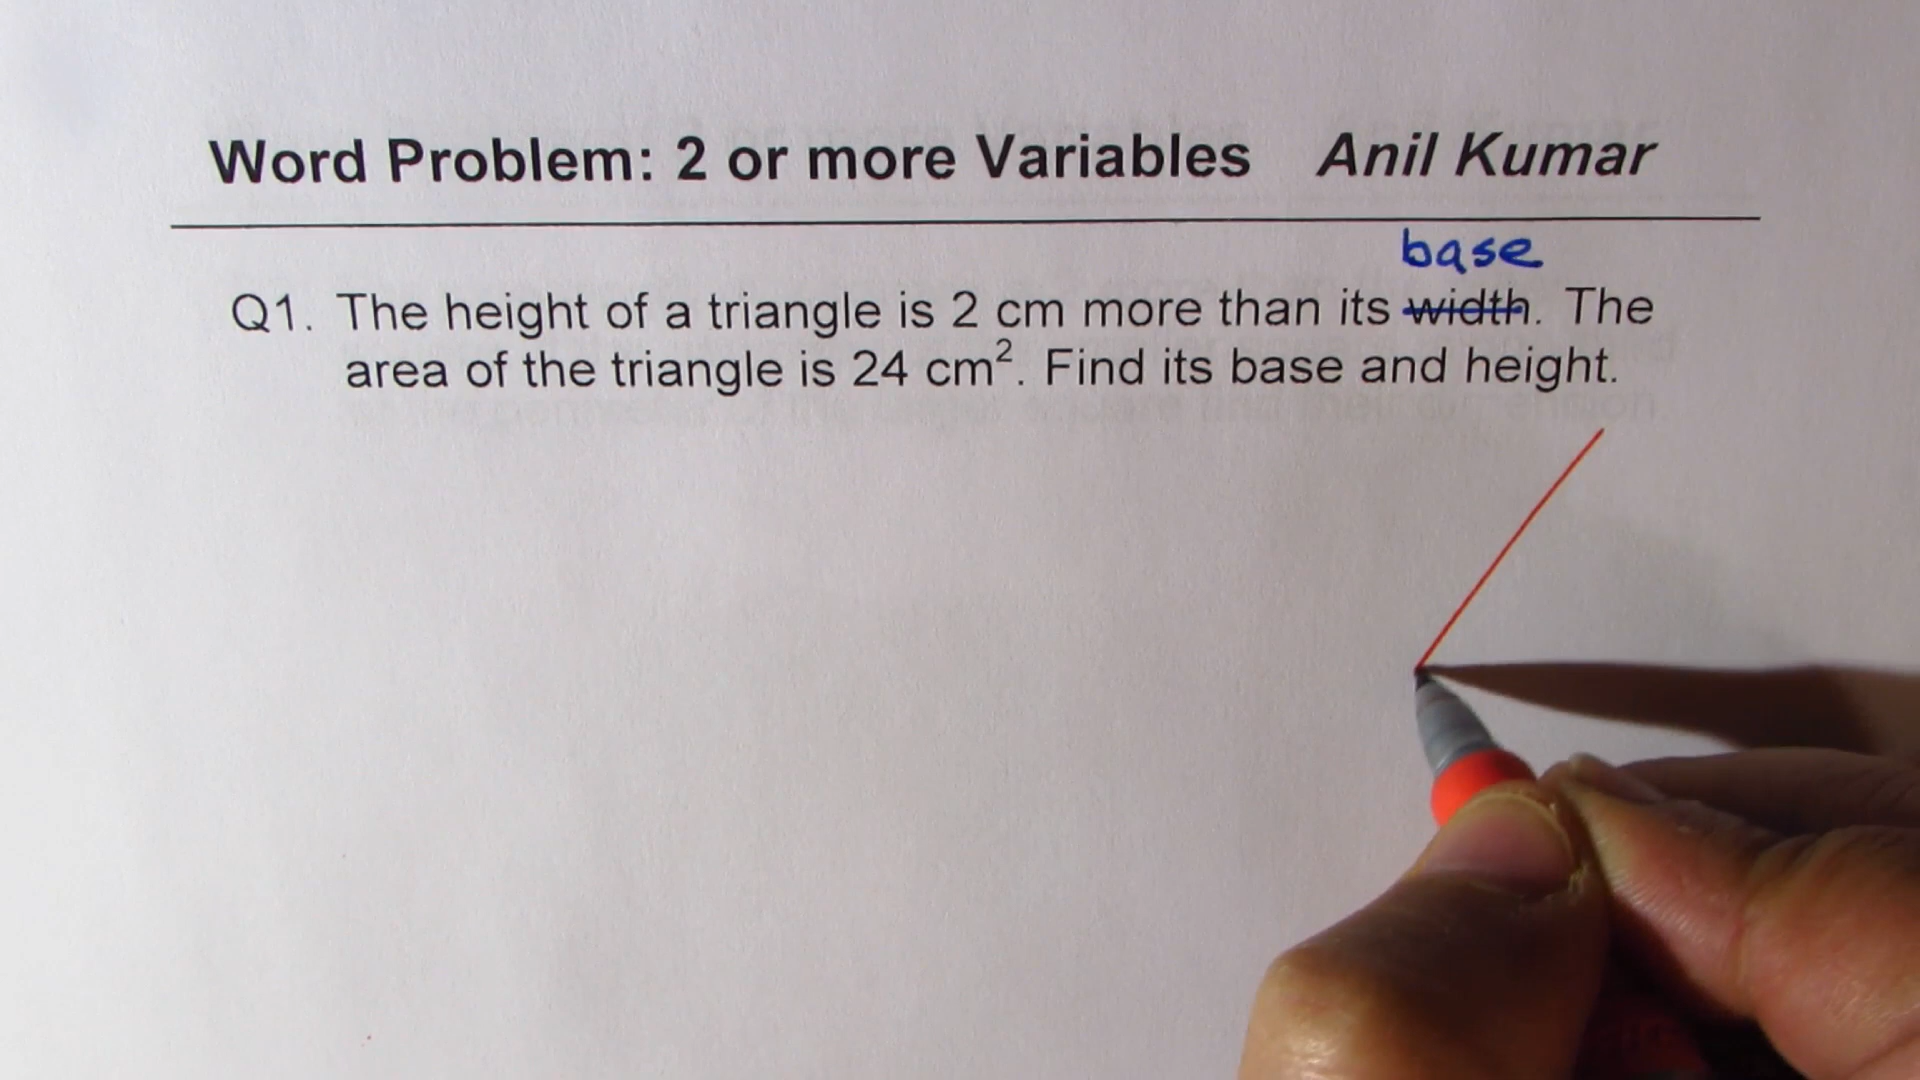 Word Problem: 2 or more Variables Anil Kumar
base
Q1. The height of a triangle is 2 cm more than its width. The
area of the triangle is 24 cm². Find its base and height.